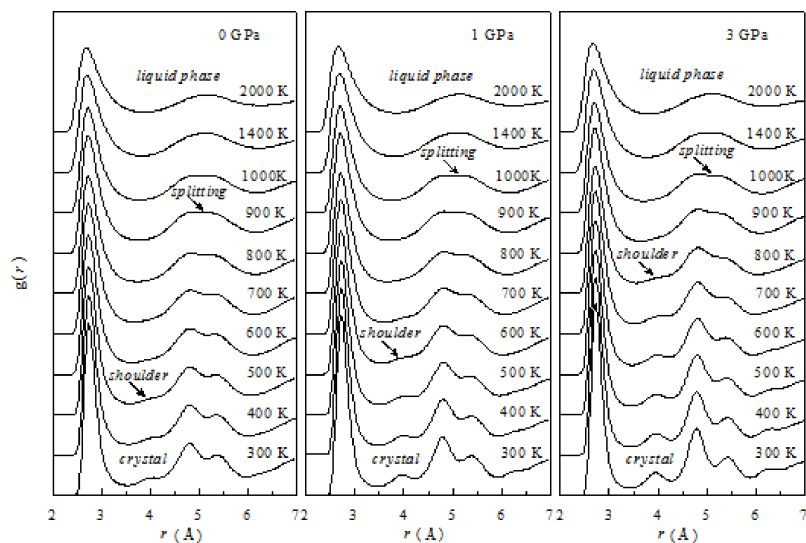 0 GPa
liquid phase
2000 K
1400 K
1000K
splitting
900 K
800 K
700 K
600 K
500 K
shoulder
400 K
300 K
crystal
1 GPa
liquid phase
2000 K
1400 K
splitting
1000K
900 K
800 K
700 K
600 K
shoulder
500 K
400 K
300 K
crystal
3 GPa
liquid phase
2000 K
1400 K
splitting
1000K
900 K
shoulder
800 K
700 K
600 K
500 K
400 K
300 K
crystal
g(r)
2 3 4 5 6 7
2 3 4 5 6 7
2 3 4 5 6 7
r (Å)
r (Å)
r (Å)